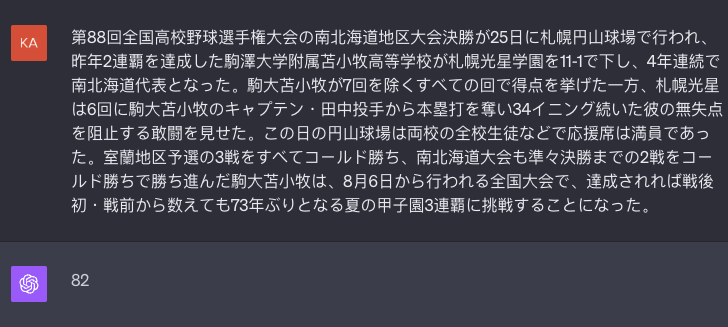 KA
第88回全国高校野球選手権大会の南北海道地区大会決勝が25日に札幌円山球場で行われ、
昨年2連覇を達成した駒澤大学附属苫小牧高等学校が札幌光星学園を11-1で下し、4年連続で
南北海道代表となった。駒大苫小牧が7回を除くすべての回で得点を挙げた一方、札幌光星
は6回に駒大苫小牧のキャプテン・田中投手から本塁打を奪い34イニング続いた彼の無失点
を阻止する敢闘を見せた。この日の円山球場は両校の全校生徒などで応援席は満員であっ
た。室蘭地区予選の3戦をすべてコールド勝ち、南北海道大会も準々決勝までの2戦をコー
ルド勝ちで勝ち進んだ駒大苫小牧は、8月6日から行われる全国大会で、達成されれば戦後
初・戦前から数えても73年ぶりとなる夏の甲子園3連覇に挑戦することになった。
82